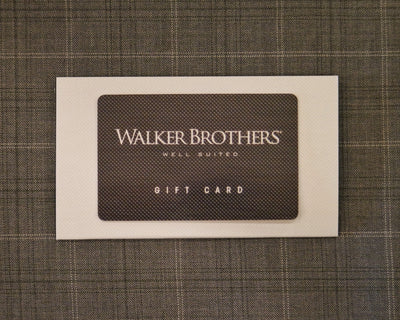 WALKER BROTHERS®
WELL SUITED
GIFT CARD